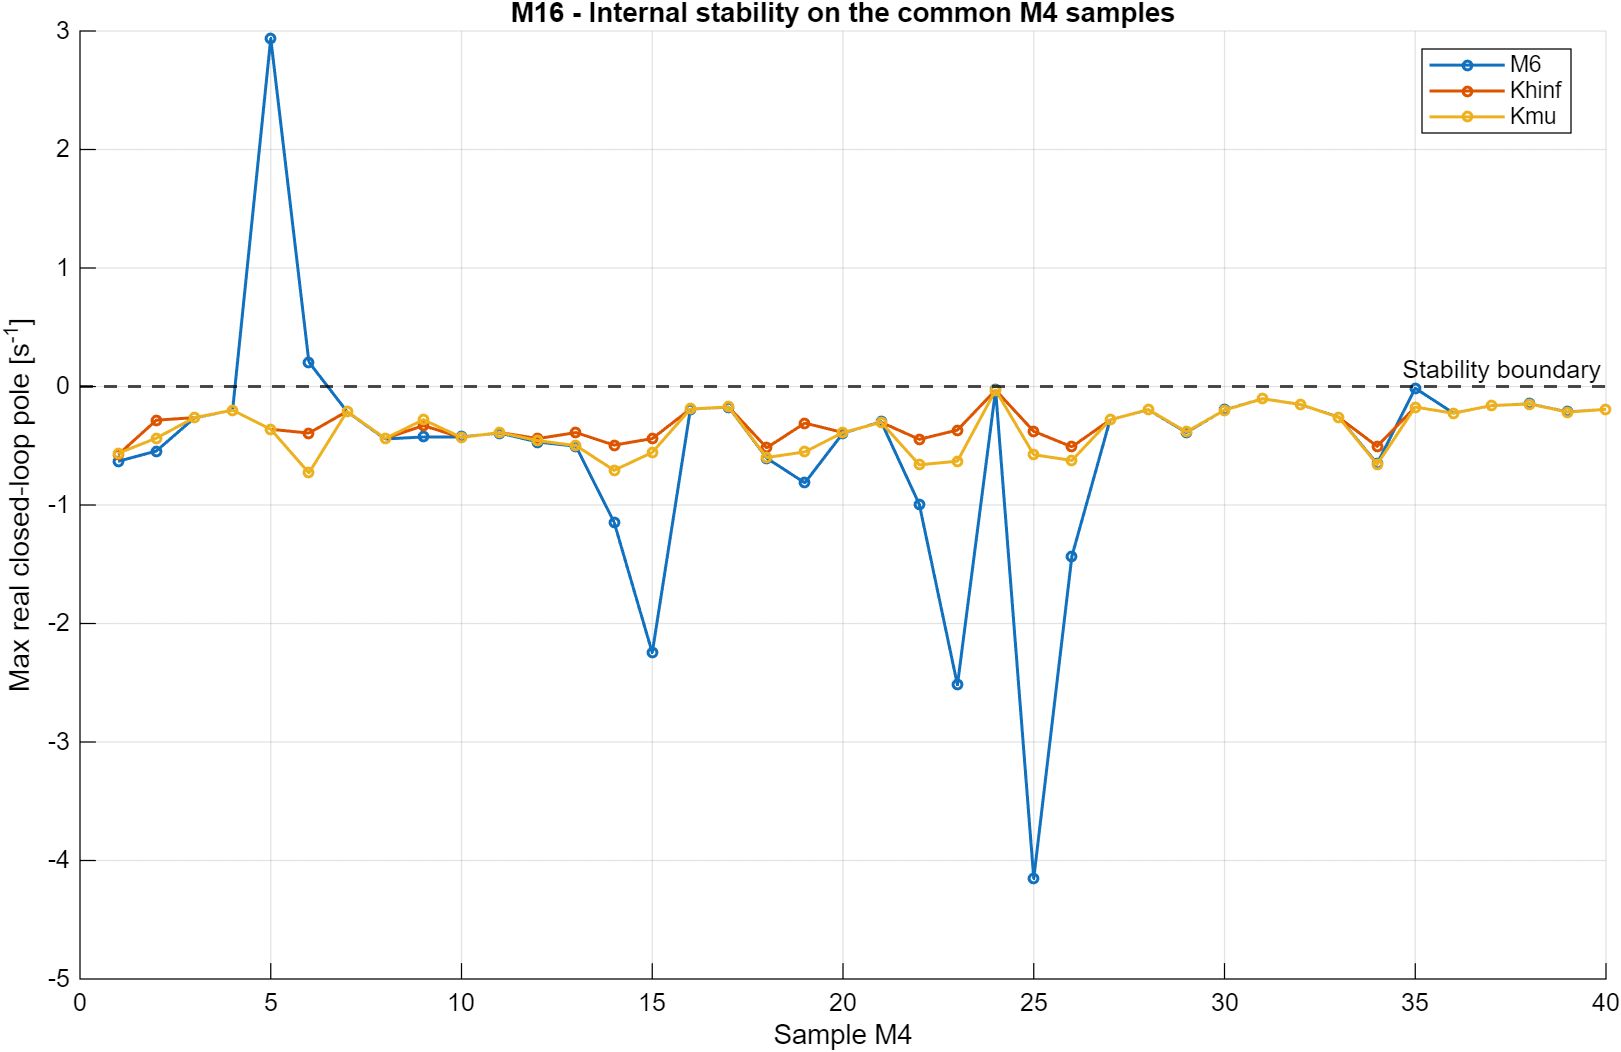 M16 - Internal stability on the common M4 samples
M6
Khinf
Kmu
Stability boundary
Max real closed-loop pole [s⁻¹]
3
2
1
0
-1
-2
-3
-4
-5
0 5 10 15 20 25 30 35 40
Sample M4